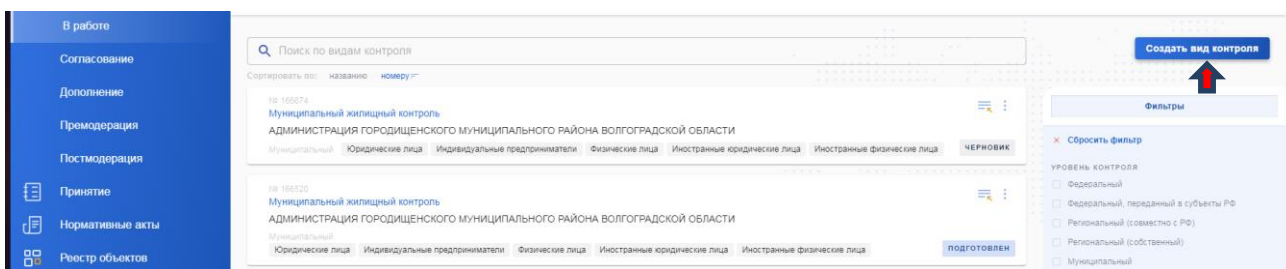 В работе
Согласование
Дополнение
Премодерация
Постмодерация
Принятие
Нормативные акты
Реестр объектов
Поиск по видам контроля
Создать вид контроля
Сортировать по: названию номеру
№ 166674
Муниципальный жилищный контроль
АДМИНИСТРАЦИЯ ГОРОДИЩЕНСКОГО МУНИЦИПАЛЬНОГО РАЙОНА ВОЛГОГРАДСКОЙ ОБЛАСТИ
Муниципальный Юридические лица Индивидуальные предприниматели Физические лица Иностранные юридические лица Иностранные физические лица ЧЕРНОВИК
№ 166520
Муниципальный жилищный контроль
АДМИНИСТРАЦИЯ ГОРОДИЩЕНСКОГО МУНИЦИПАЛЬНОГО РАЙОНА ВОЛГОГРАДСКОЙ ОБЛАСТИ
Муниципальный
Юридические лица Индивидуальные предприниматели Физические лица Иностранные юридические лица Иностранные физические лица ПОДГОТОВЛЕН
Фильтры
× Сбросить фильтр
УРОВЕНЬ КОНТРОЛЯ
Федеральный
Федеральный, переданный в субъекты РФ
Региональный (совместно с РФ)
Региональный (собственный)
Муниципальный